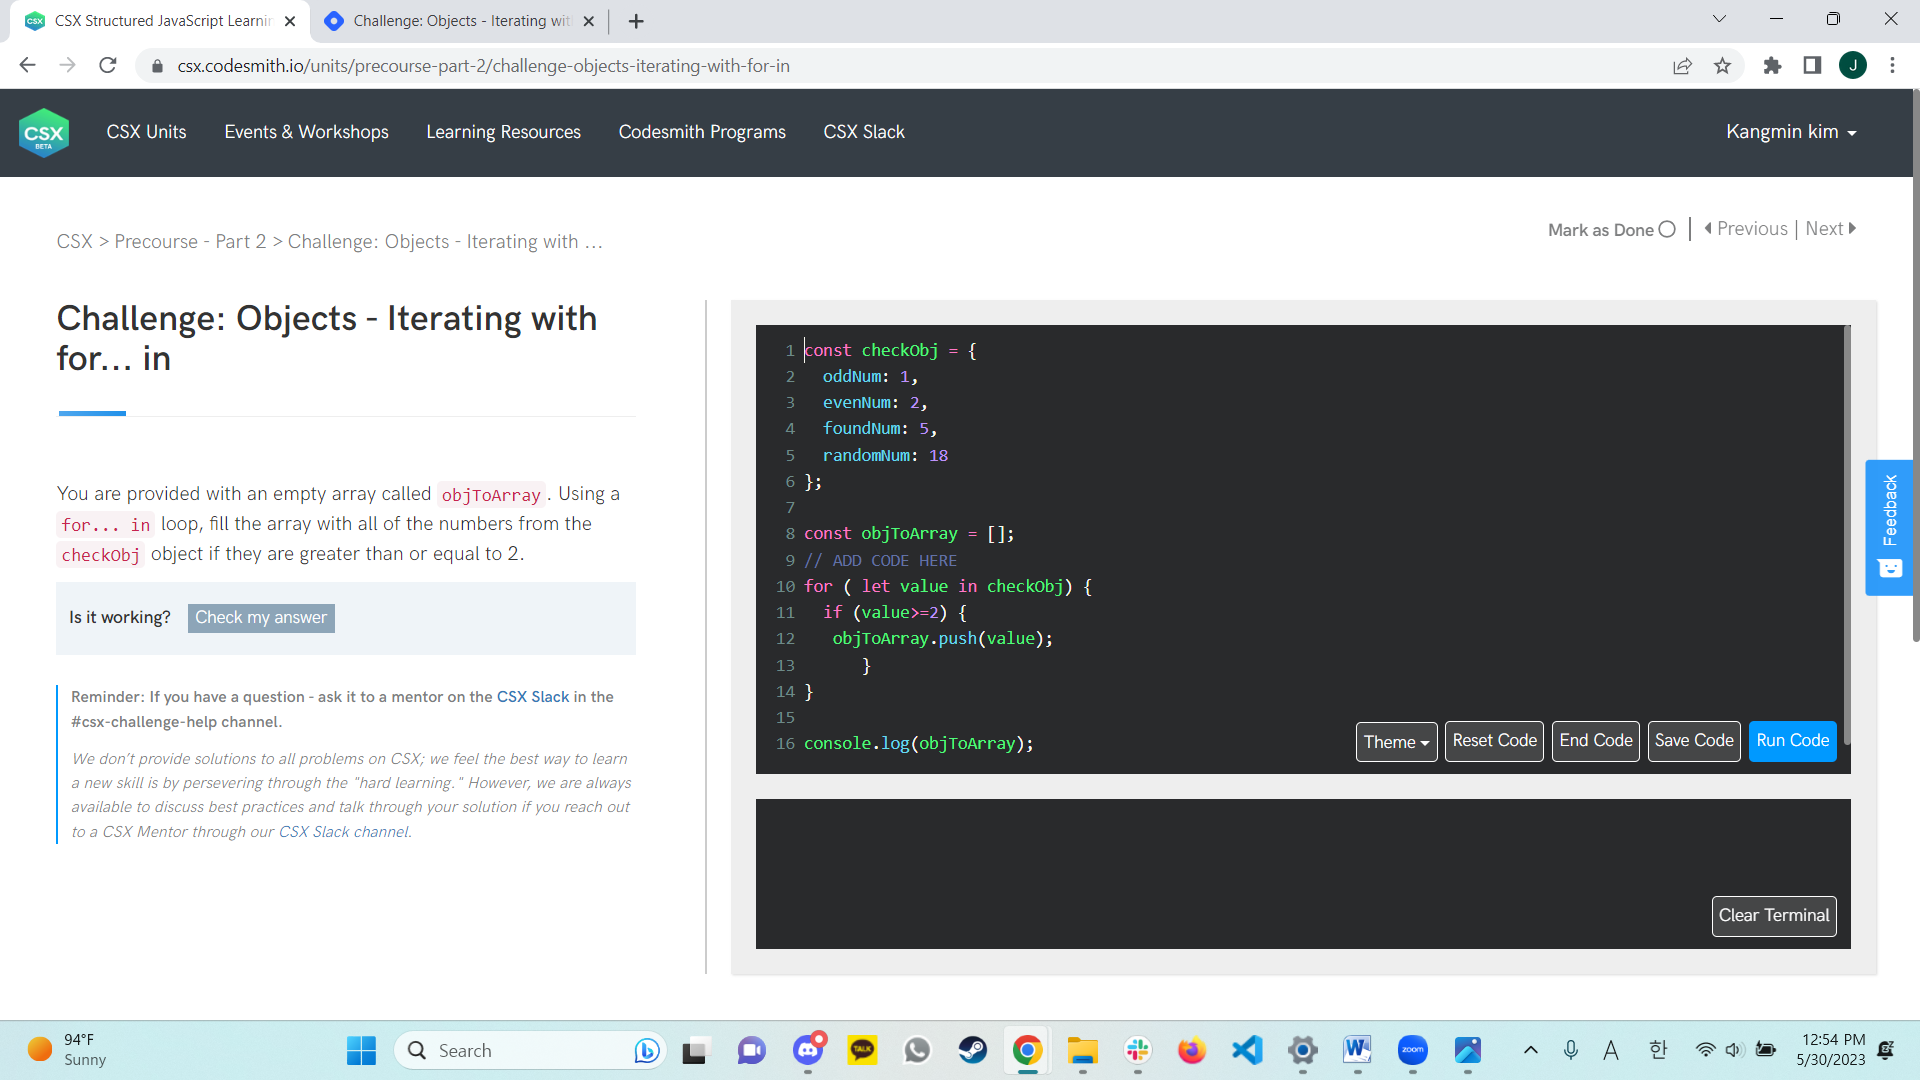 CSX Structured JavaScript Learnin
Challenge: Objects - Iterating wit
csx.codesmith.io/units/precourse-part-2/challenge-objects-iterating-with-for-in
J
CSX
BETA
CSX Units
Events & Workshops
Learning Resources
Codesmith Programs
CSX Slack
Kangmin kim
CSX > Precourse - Part 2 > Challenge: Objects - Iterating with ...
Mark as Done
Previous | Next
Challenge: Objects - Iterating with
for... in
You are provided with an empty array called objToArray. Using a
for... in loop, fill the array with all of the numbers from the
checkObj object if they are greater than or equal to 2.
Is it working? Check my answer
Reminder: If you have a question - ask it to a mentor on the CSX Slack in the
#csx-challenge-help channel.
We don't provide solutions to all problems on CSX; we feel the best way to learn
a new skill is by persevering through the "hard learning." However, we are always
available to discuss best practices and talk through your solution if you reach out
to a CSX Mentor through our CSX Slack channel.
1 const checkObj = {
2 oddNum: 1,
3 evenNum: 2,
4 foundNum: 5,
5 randomNum: 18
6 };
7
8 const objToArray = [];
9 // ADD CODE HERE
10 for ( let value in checkObj) {
11 if (value>=2) {
12 objToArray.push(value);
13 }
14 }
15
16 console.log(objToArray);
Theme
Reset Code
End Code
Save Code
Run Code
Clear Terminal
Feedback
94°F
Sunny
Search
TALK
zoom
A
한
12:54 PM
5/30/2023